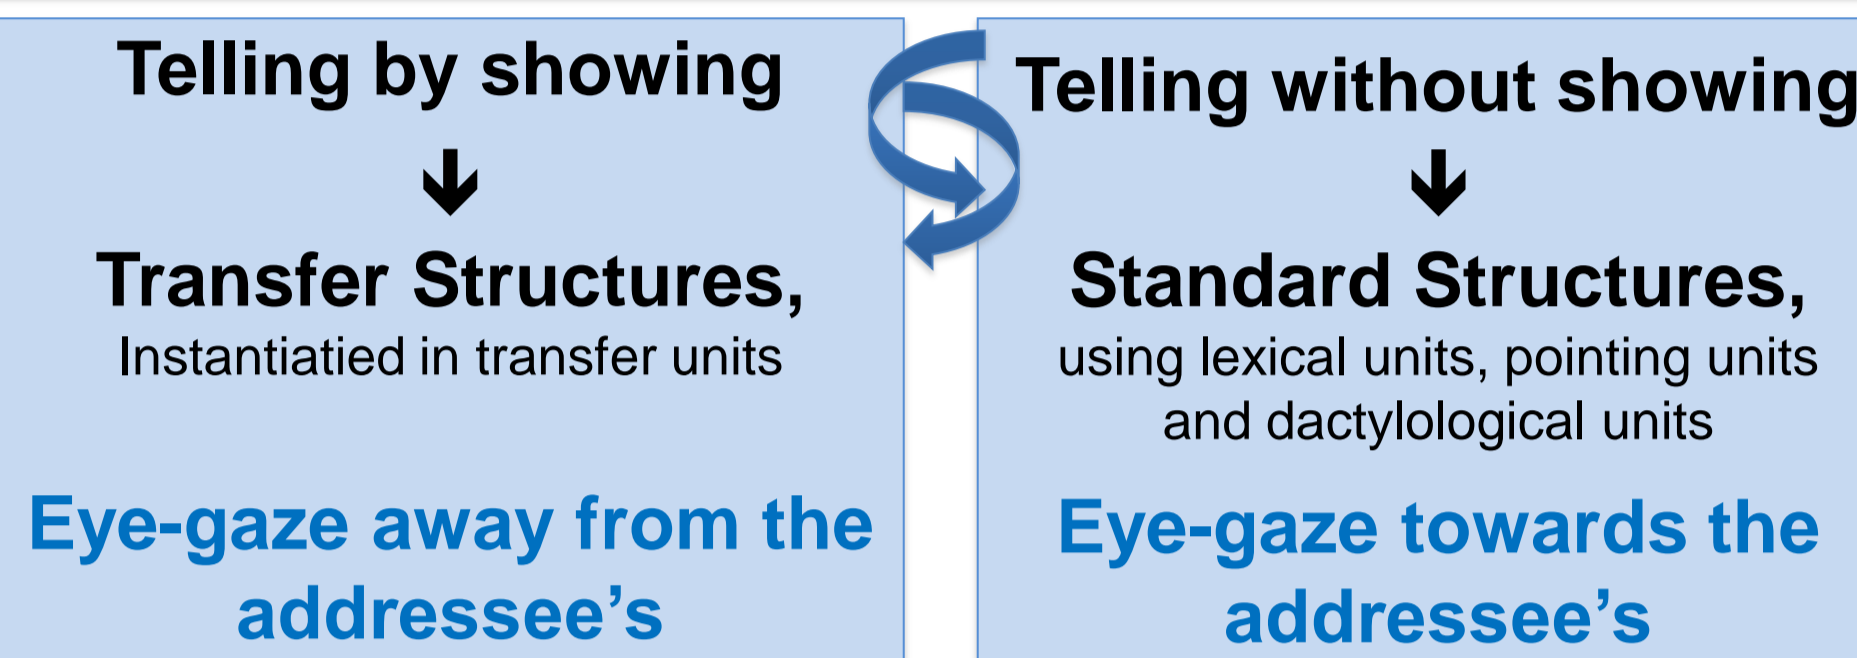 Telling by showing
🡻
Transfer Structures,
Instantiatied in transfer units
Eye-gaze away from the
addressee’s
Telling without showing
🡻
Standard Structures,
using lexical units, pointing units
and dactylological units
Eye-gaze towards the
addressee’s